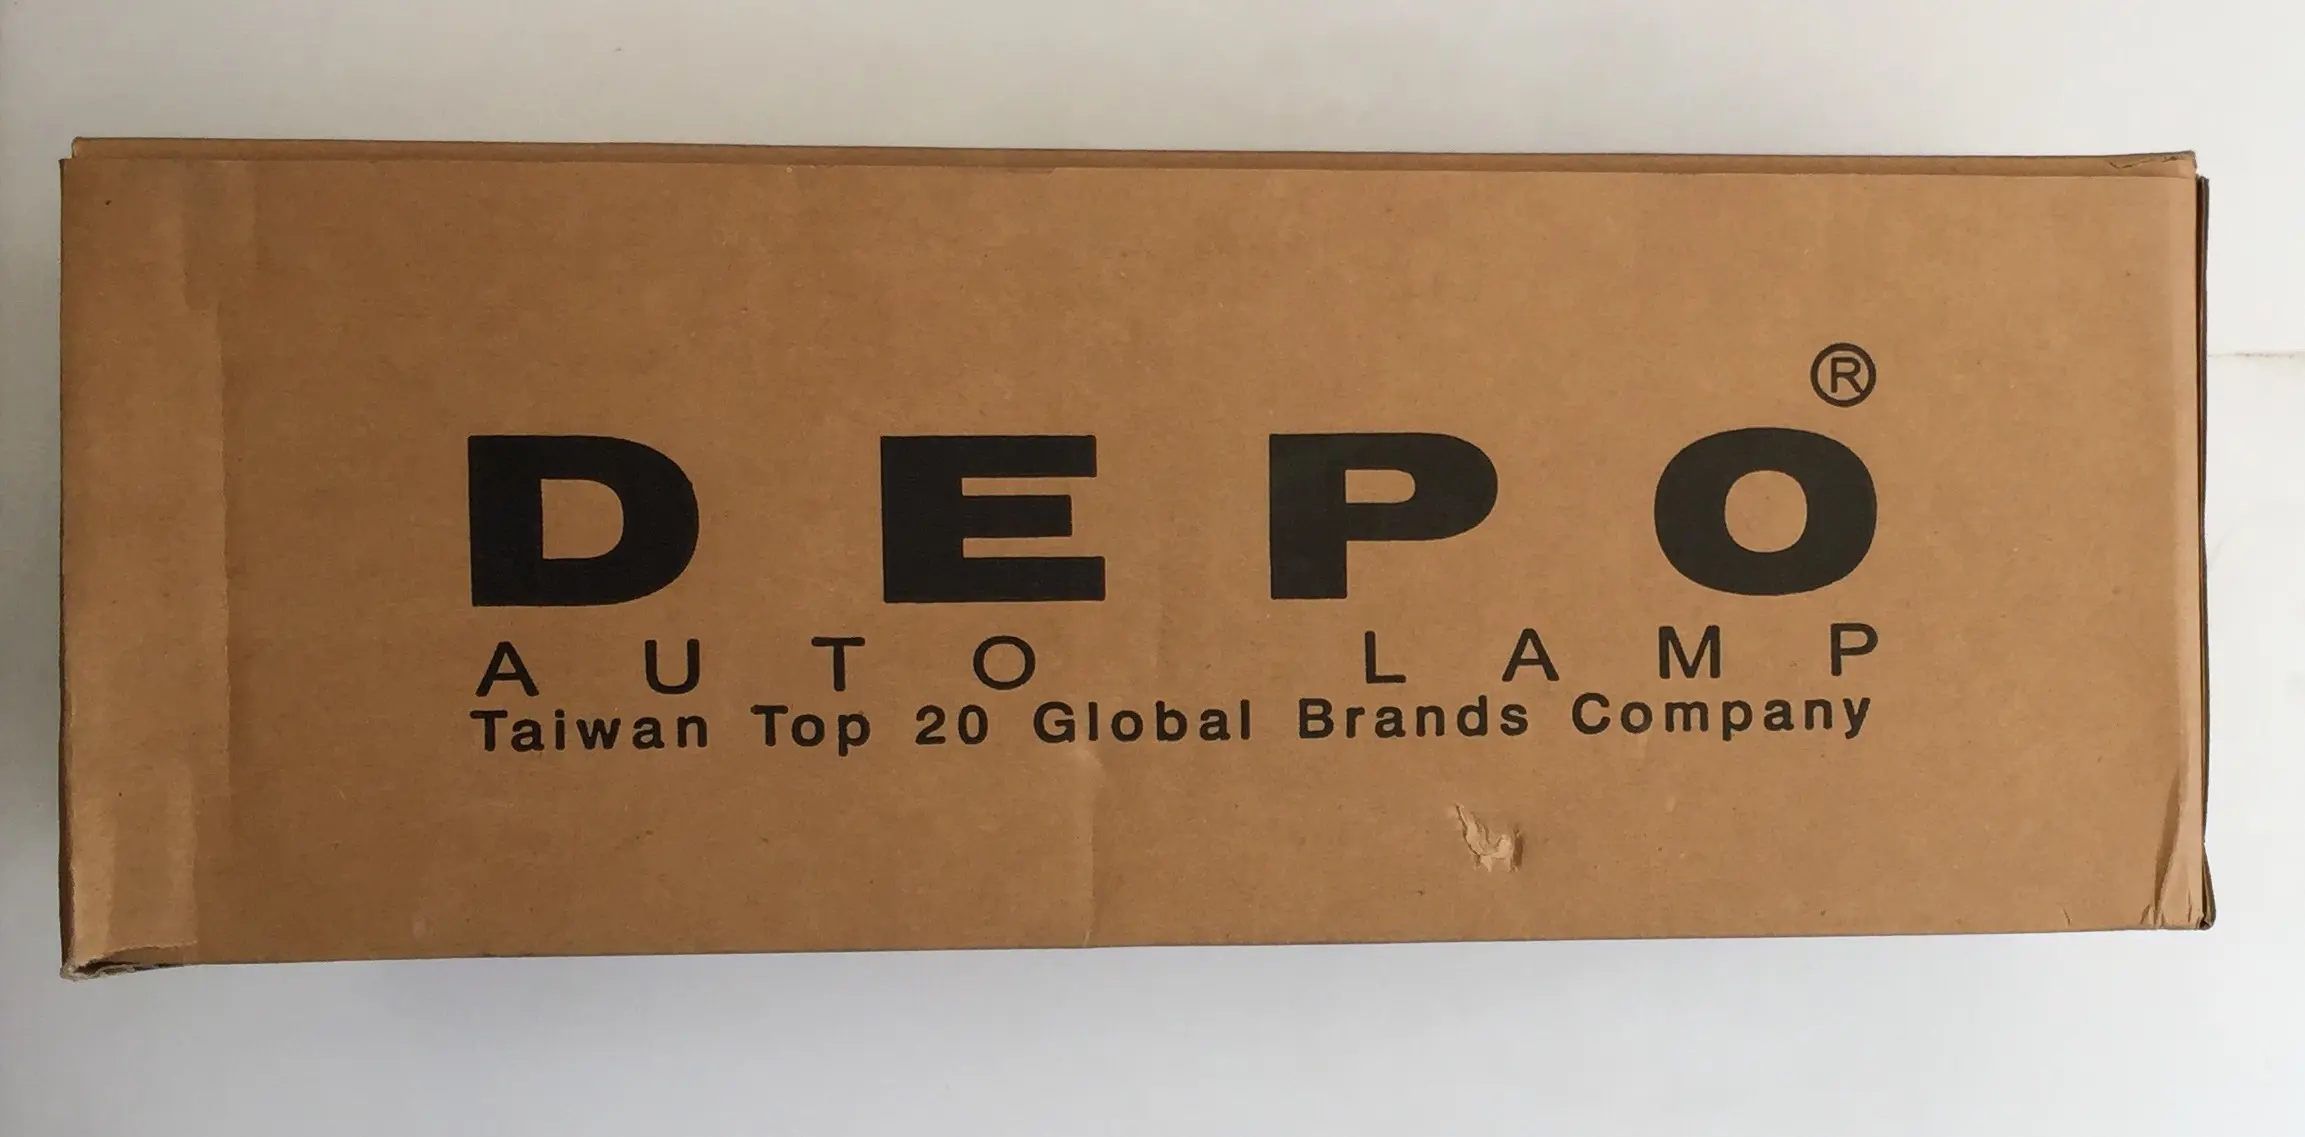 DEPO®
AUTO LAMP
Taiwan Top 20 Global Brands Company